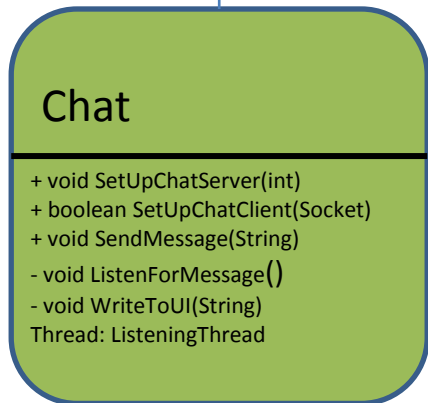 Chat
+ void SetUpChatServer(int)
+ boolean SetUpChatClient(Socket)
+ void SendMessage(String)
- void ListenForMessage()
- void WriteToUI(String)
Thread: ListeningThread